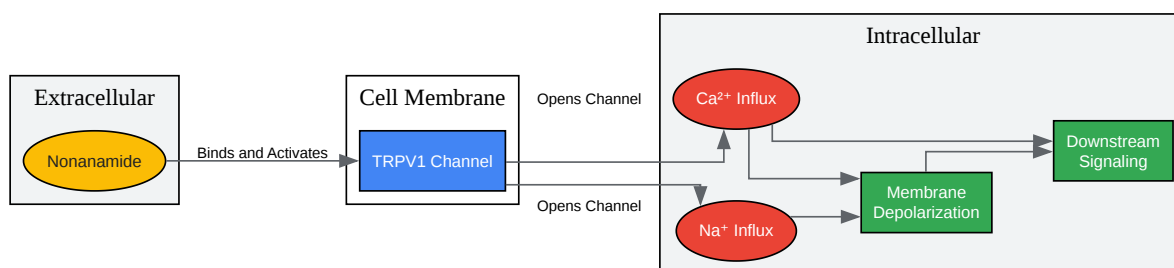 Extracellular
Nonanamide
Binds and Activates
Cell Membrane
TRPV1 Channel
Opens Channel
Opens Channel
Intracellular
Ca²⁺ Influx
Na⁺ Influx
Membrane
Depolarization
Downstream
Signaling